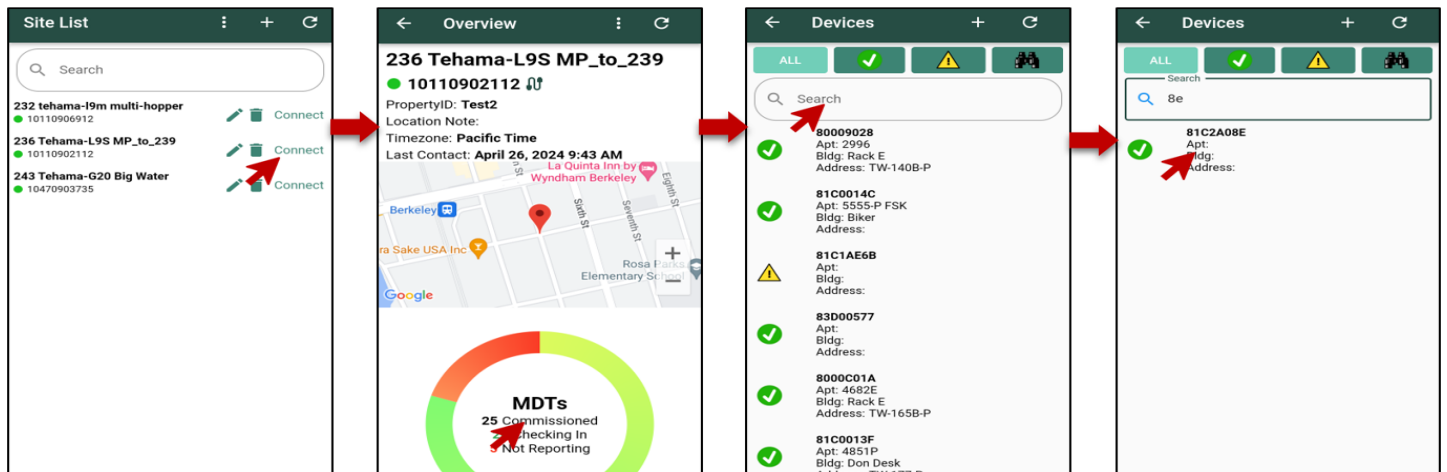 Site List
Search
232 tehama-l9m multi-hopper
10110906912
Connect
236 Tehama-L9S MP_to_239
10110902112
Connect
243 Tehama-G20 Big Water
10470903735
Connect
Overview
236 Tehama-L9S MP_to_239
10110902112
PropertyID: Test2
Location Note:
Timezone: Pacific Time
Last Contact: April 26, 2024 9:43 AM
La Quinta Inn by
Wyndham Berkeley
Berkeley
Sixth St
Seventh St
Eighth St
ra Sake USA Inc
Rosa Parks
Elementary School
Google
MDTs
25 Commissioned
Checking In
Not Reporting
Devices
ALL
Search
80009028
Apt: 2996
Bldg: Rack E
Address: TW-140B-P
81C0014C
Apt: 5555-P FSK
Bldg: Biker
Address:
81C1AE6B
Apt:
Bldg:
Address:
83D00577
Apt:
Bldg:
Address:
8000C01A
Apt: 4682E
Bldg: Rack E
Address: TW-165B-P
81C0013F
Apt: 4851P
Bldg: Don Desk
Devices
ALL
Search
8e
81C2A08E
Apt:
Bldg:
Address: